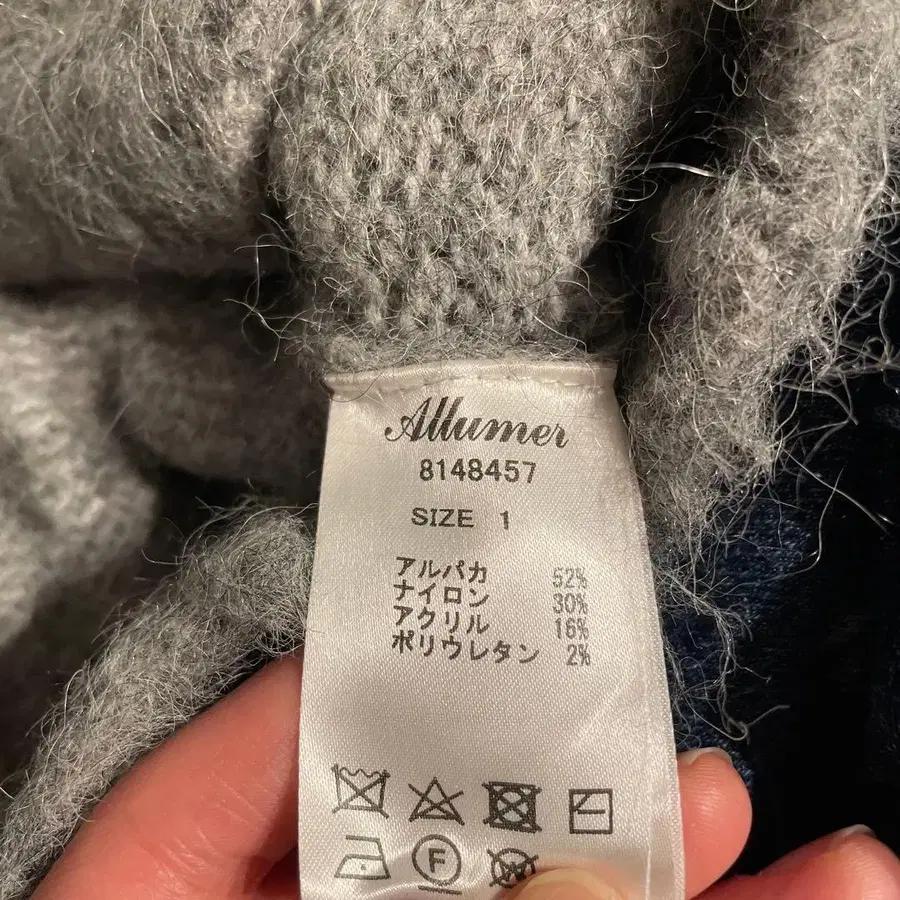 Allumer
8148457
SIZE 1
アルパカ 52%
ナイロン 30%
アクリル 16%
ポリウレタン 2%
F
W